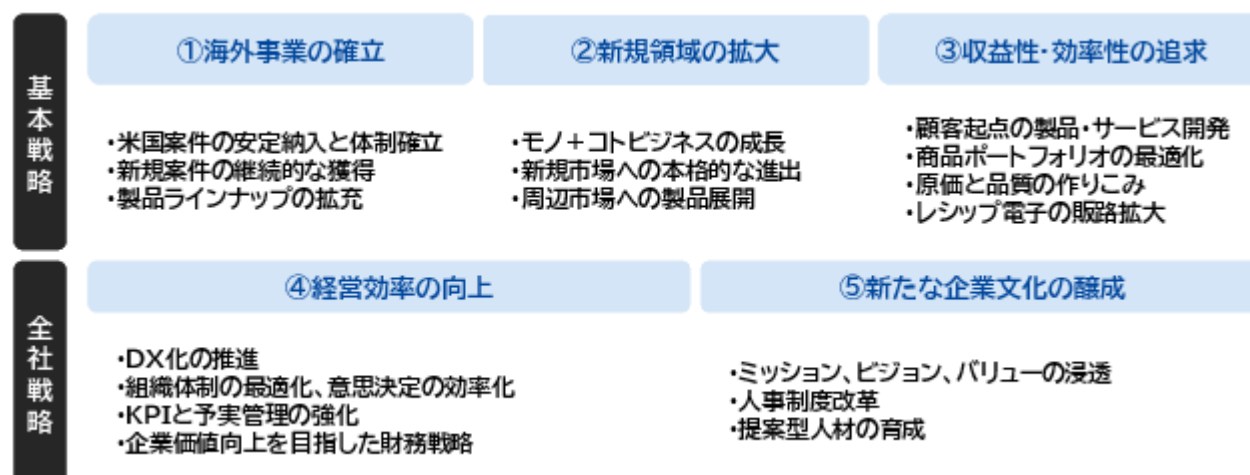 基本戦略
①海外事業の確立
・米国案件の安定納入と体制確立
・新規案件の継続的な獲得
・製品ラインナップの拡充
②新規領域の拡大
・モノ＋コトビジネスの成長
・新規市場への本格的な進出
・周辺市場への製品展開
③収益性・効率性の追求
・顧客起点の製品・サービス開発
・商品ポートフォリオの最適化
・原価と品質の作りこみ
・レシップ電子の販路拡大
全社戦略
④経営効率の向上
・DX化の推進
・組織体制の最適化、意思決定の効率化
・KPIと予実管理の強化
・企業価値向上を目指した財務戦略
⑤新たな企業文化の醸成
・ミッション、ビジョン、バリューの浸透
・人事制度改革
・提案型人材の育成